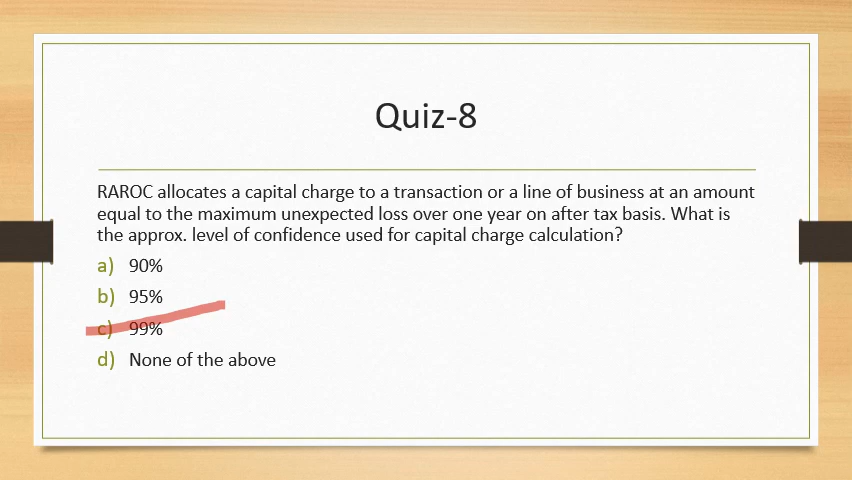 Quiz-8
RAROC allocates a capital charge to a transaction or a line of business at an amount
equal to the maximum unexpected loss over one year on after tax basis. What is
the approx. level of confidence used for capital charge calculation?
a) 90%
b) 95%
c) 99%
d) None of the above